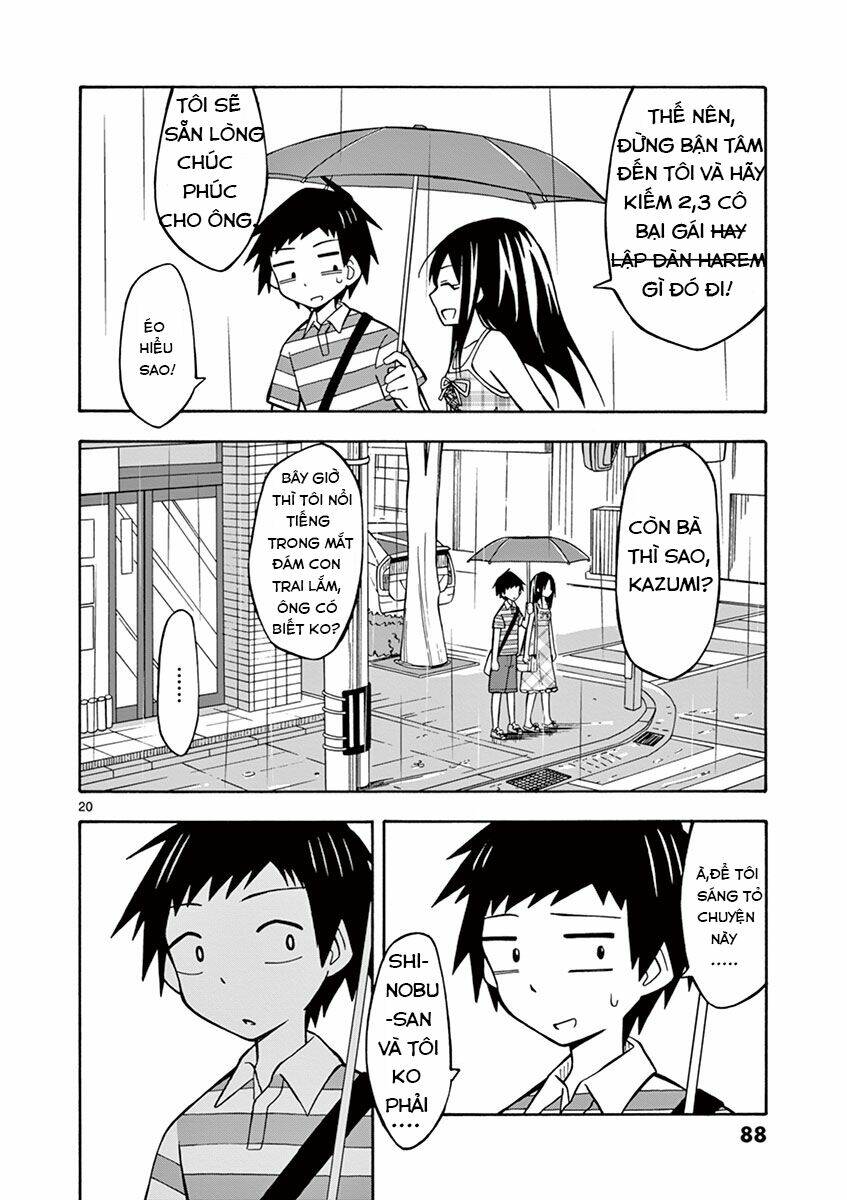 THẾ NÊN,
ĐỪNG BẬN TÂM
ĐẾN TÔI VÀ HÃY
KIẾM 2,3 CÔ
BẠI GÁI HAY
LẬP DÀN HAREM
GÌ ĐÓ ĐI!
TÔI SẼ
SẴN LÒNG
CHÚC
PHÚC
CHO ÔNG.
ÉO
HIỂU
SAO!
CÒN BÀ
THÌ SAO,
KAZUMI?
BÂY GIỜ
THÌ TÔI NỔI
TIẾNG
TRONG MẮT
ĐÁM CON
TRAI LẮM,
ÔNG CÓ
BIẾT KO?
......
20
À,ĐỂ TÔI
SÁNG TỎ
CHUYỆN
NÀY
.....
SHI-
NOBU
-SAN
VÀ TÔI
KO
PHẢI
....
88